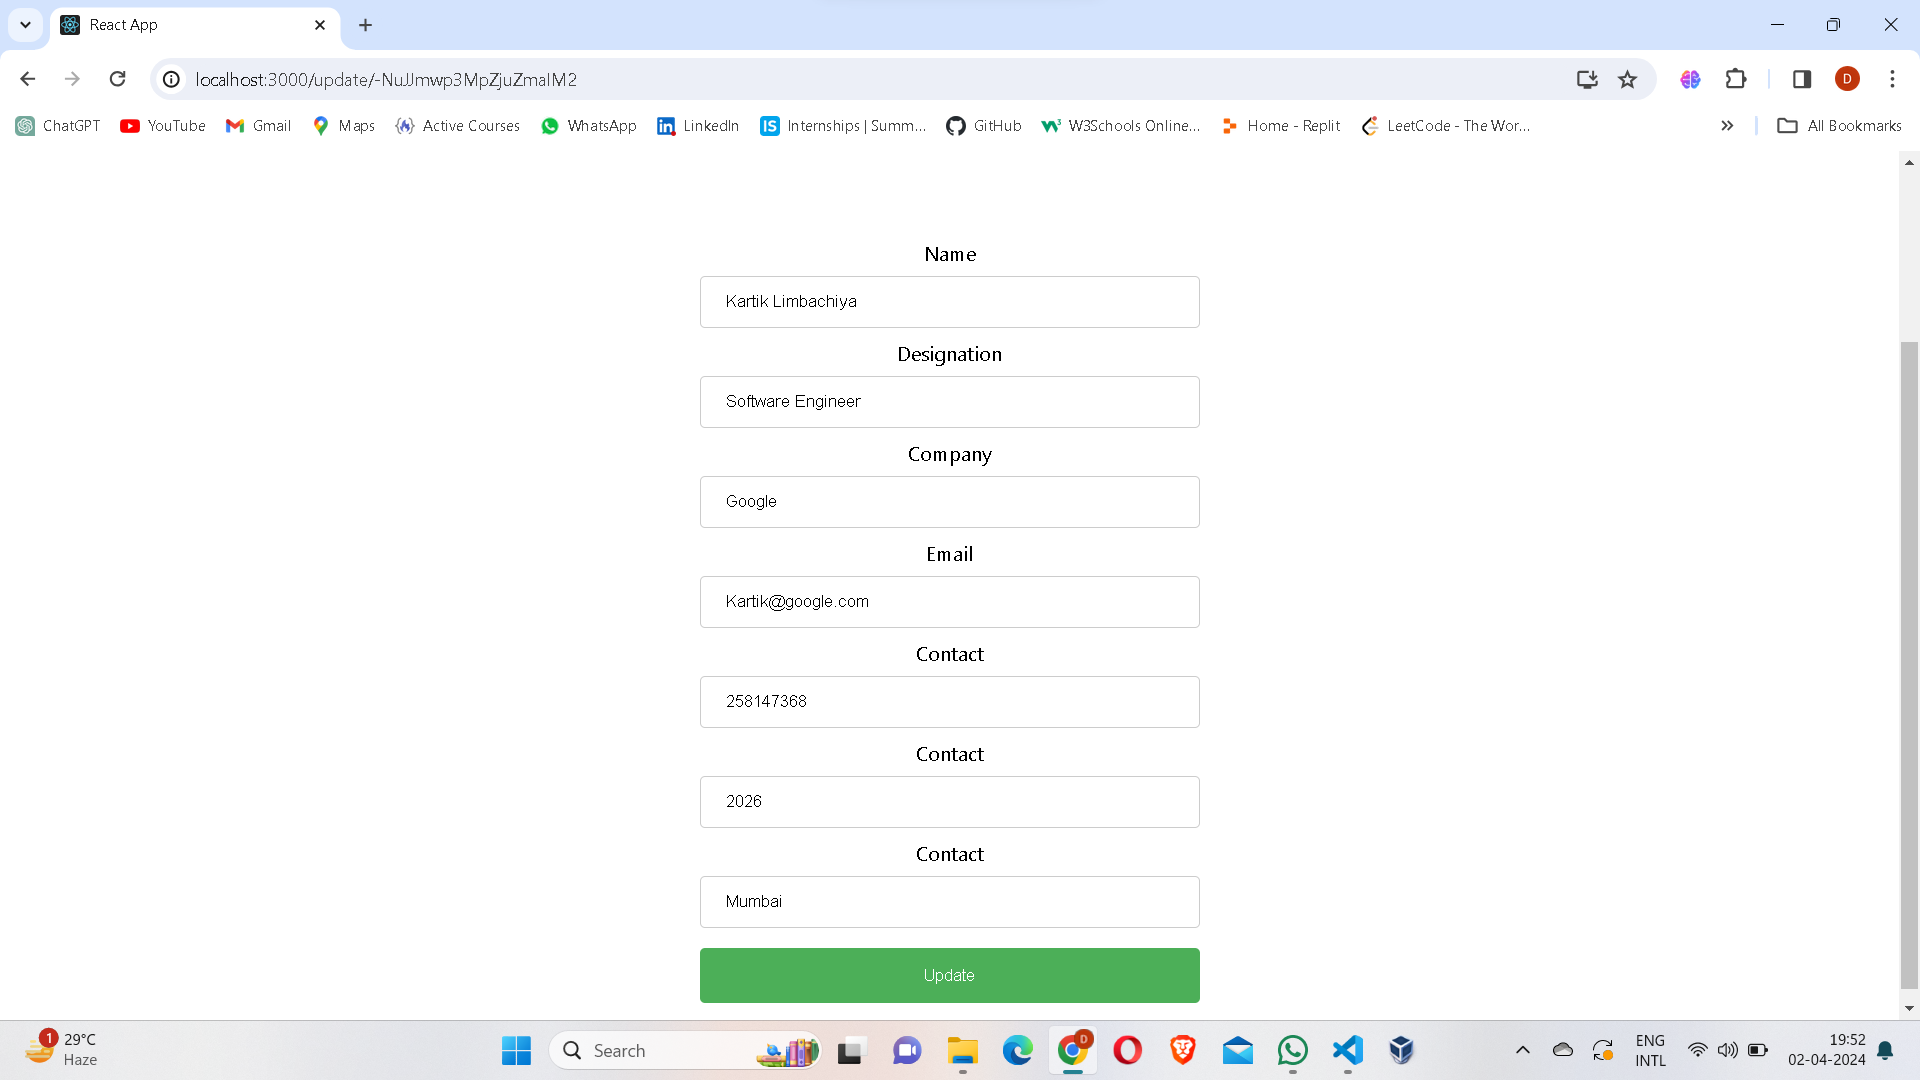 React App
localhost:3000/update/-NuJJmwp3MpZjuZmaIM2
D
ChatGPT YouTube Gmail Maps Active Courses WhatsApp LinkedIn Internships | Summ... GitHub W3Schools Online... Home - Replit LeetCode - The Wor... All Bookmarks
Name
Kartik Limbachiya
Designation
Software Engineer
Company
Google
Email
Kartik@google.com
Contact
258147368
Contact
2026
Contact
Mumbai
Update
1
29°C
Haze
Search
D
ENG
INTL
19:52
02-04-2024